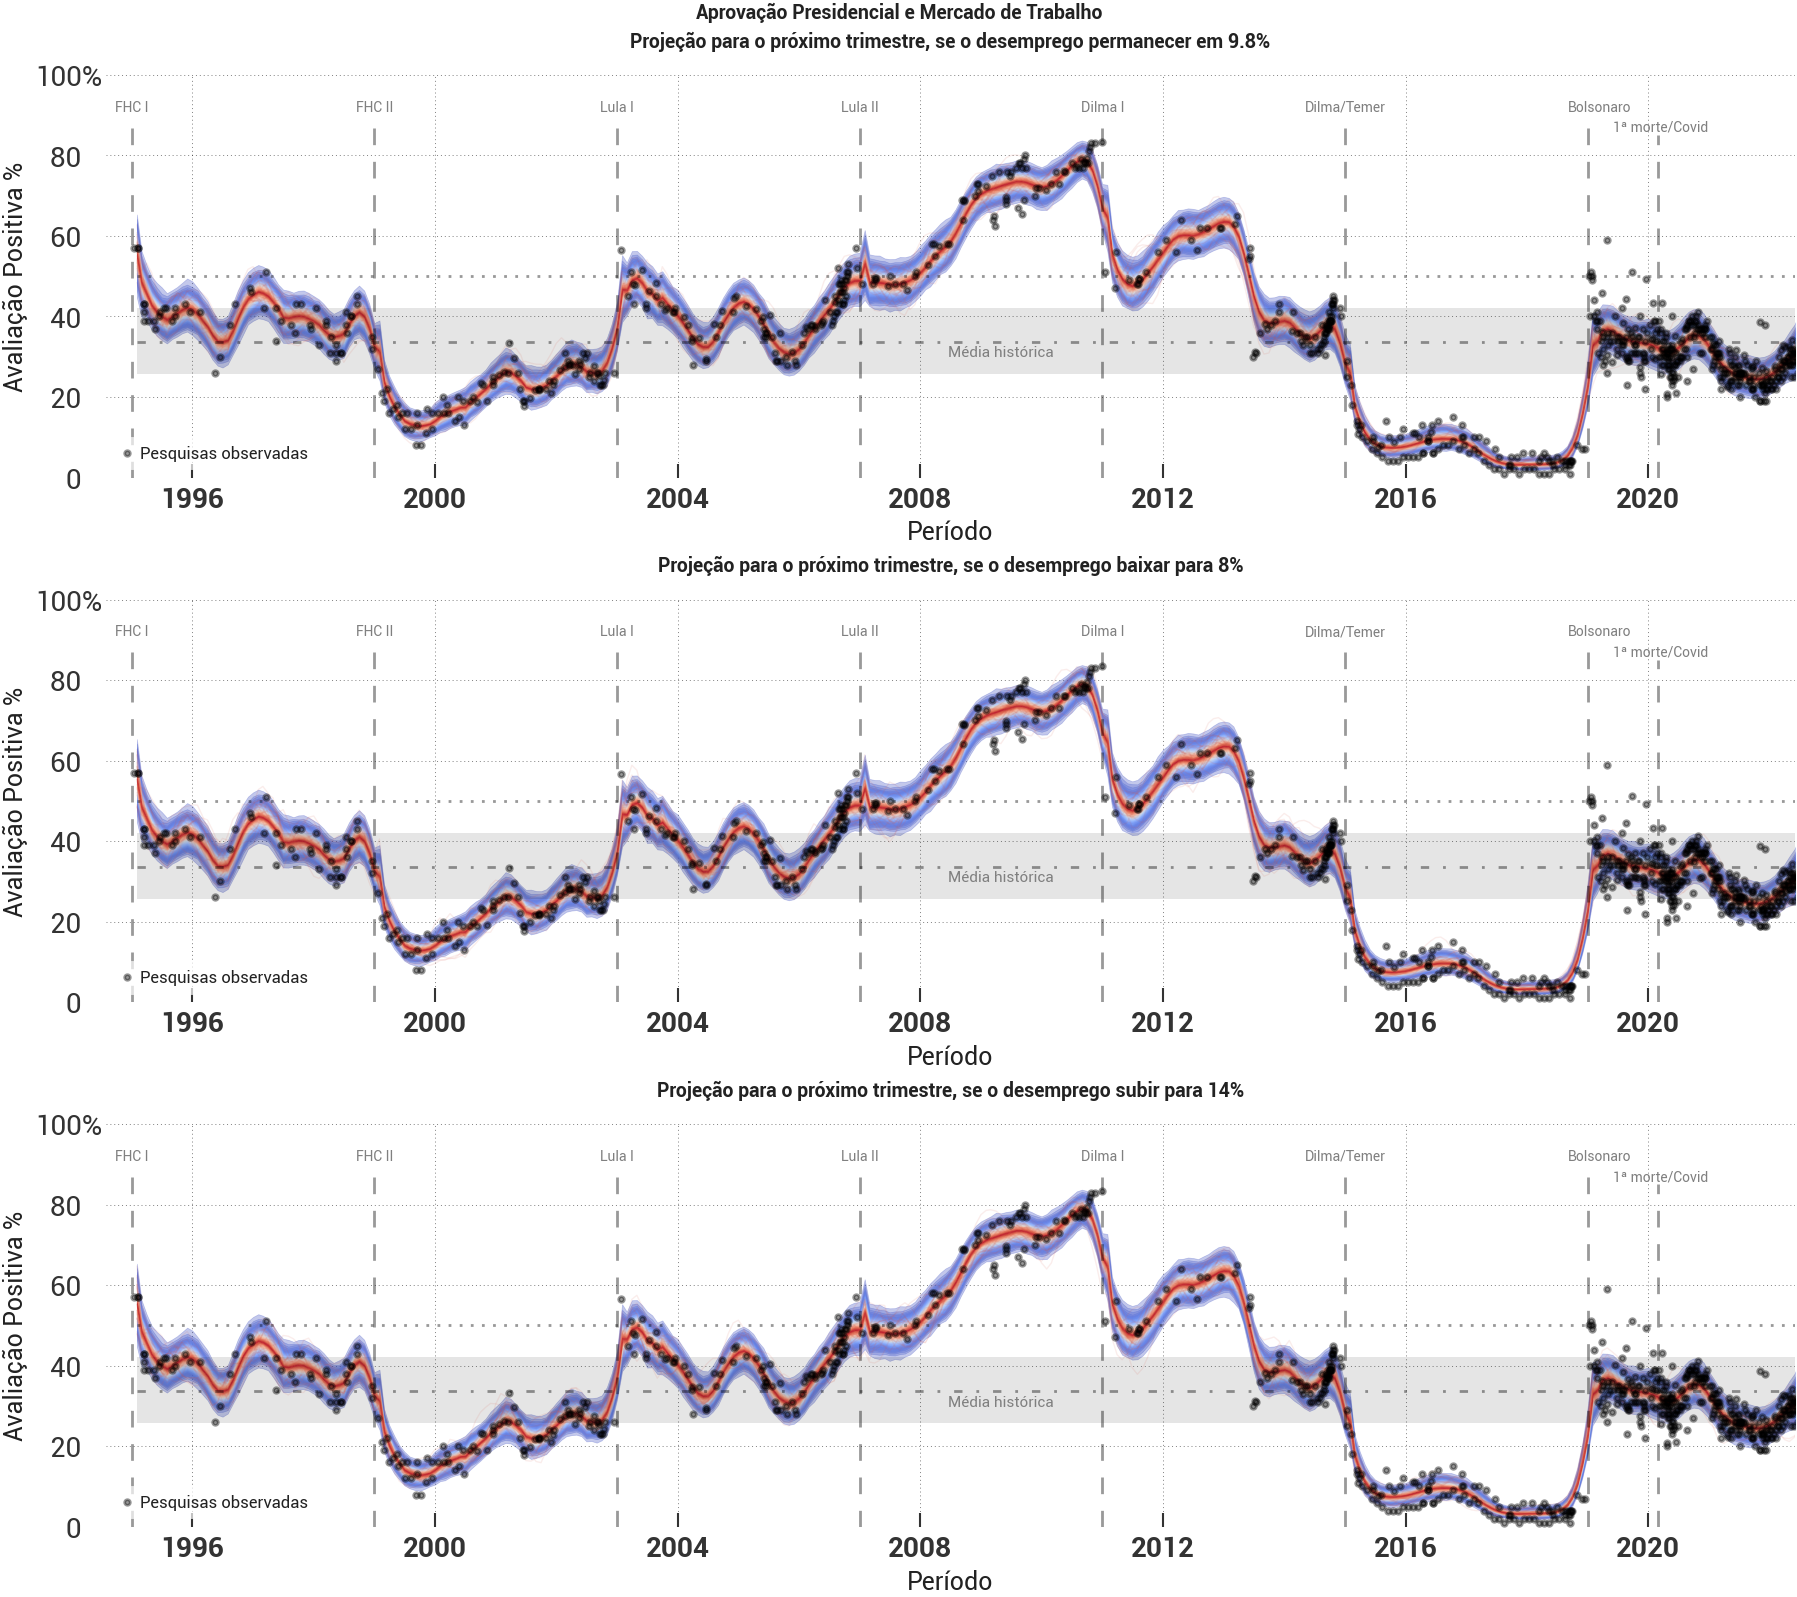 Aprovação Presidencial e Mercado de Trabalho
Projeção para o próximo trimestre, se o desemprego permanecer em 9.8%
100%
FHC I FHC II Lula I Lula II Dilma I Dilma/Temer Bolsonaro
1ª morte/Covid
80
60
40
20
0
Avaliação Positiva %
Média histórica
Pesquisas observadas
1996 2000 2004 2008 2012 2016 2020
Período
Projeção para o próximo trimestre, se o desemprego baixar para 8%
100%
FHC I FHC II Lula I Lula II Dilma I Dilma/Temer Bolsonaro
1ª morte/Covid
80
60
40
20
0
Avaliação Positiva %
Média histórica
Pesquisas observadas
1996 2000 2004 2008 2012 2016 2020
Período
Projeção para o próximo trimestre, se o desemprego subir para 14%
100%
FHC I FHC II Lula I Lula II Dilma I Dilma/Temer Bolsonaro
1ª morte/Covid
80
60
40
20
0
Avaliação Positiva %
Média histórica
Pesquisas observadas
1996 2000 2004 2008 2012 2016 2020
Período